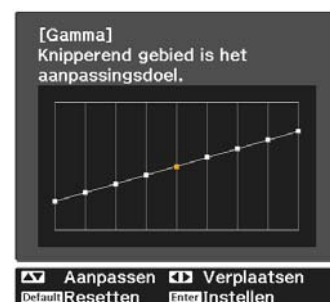 [Gamma]
Knipperend gebied is het
aanpassingsdoel.
Aanpassen Verplaatsen
Default Resetten Enter Instellen